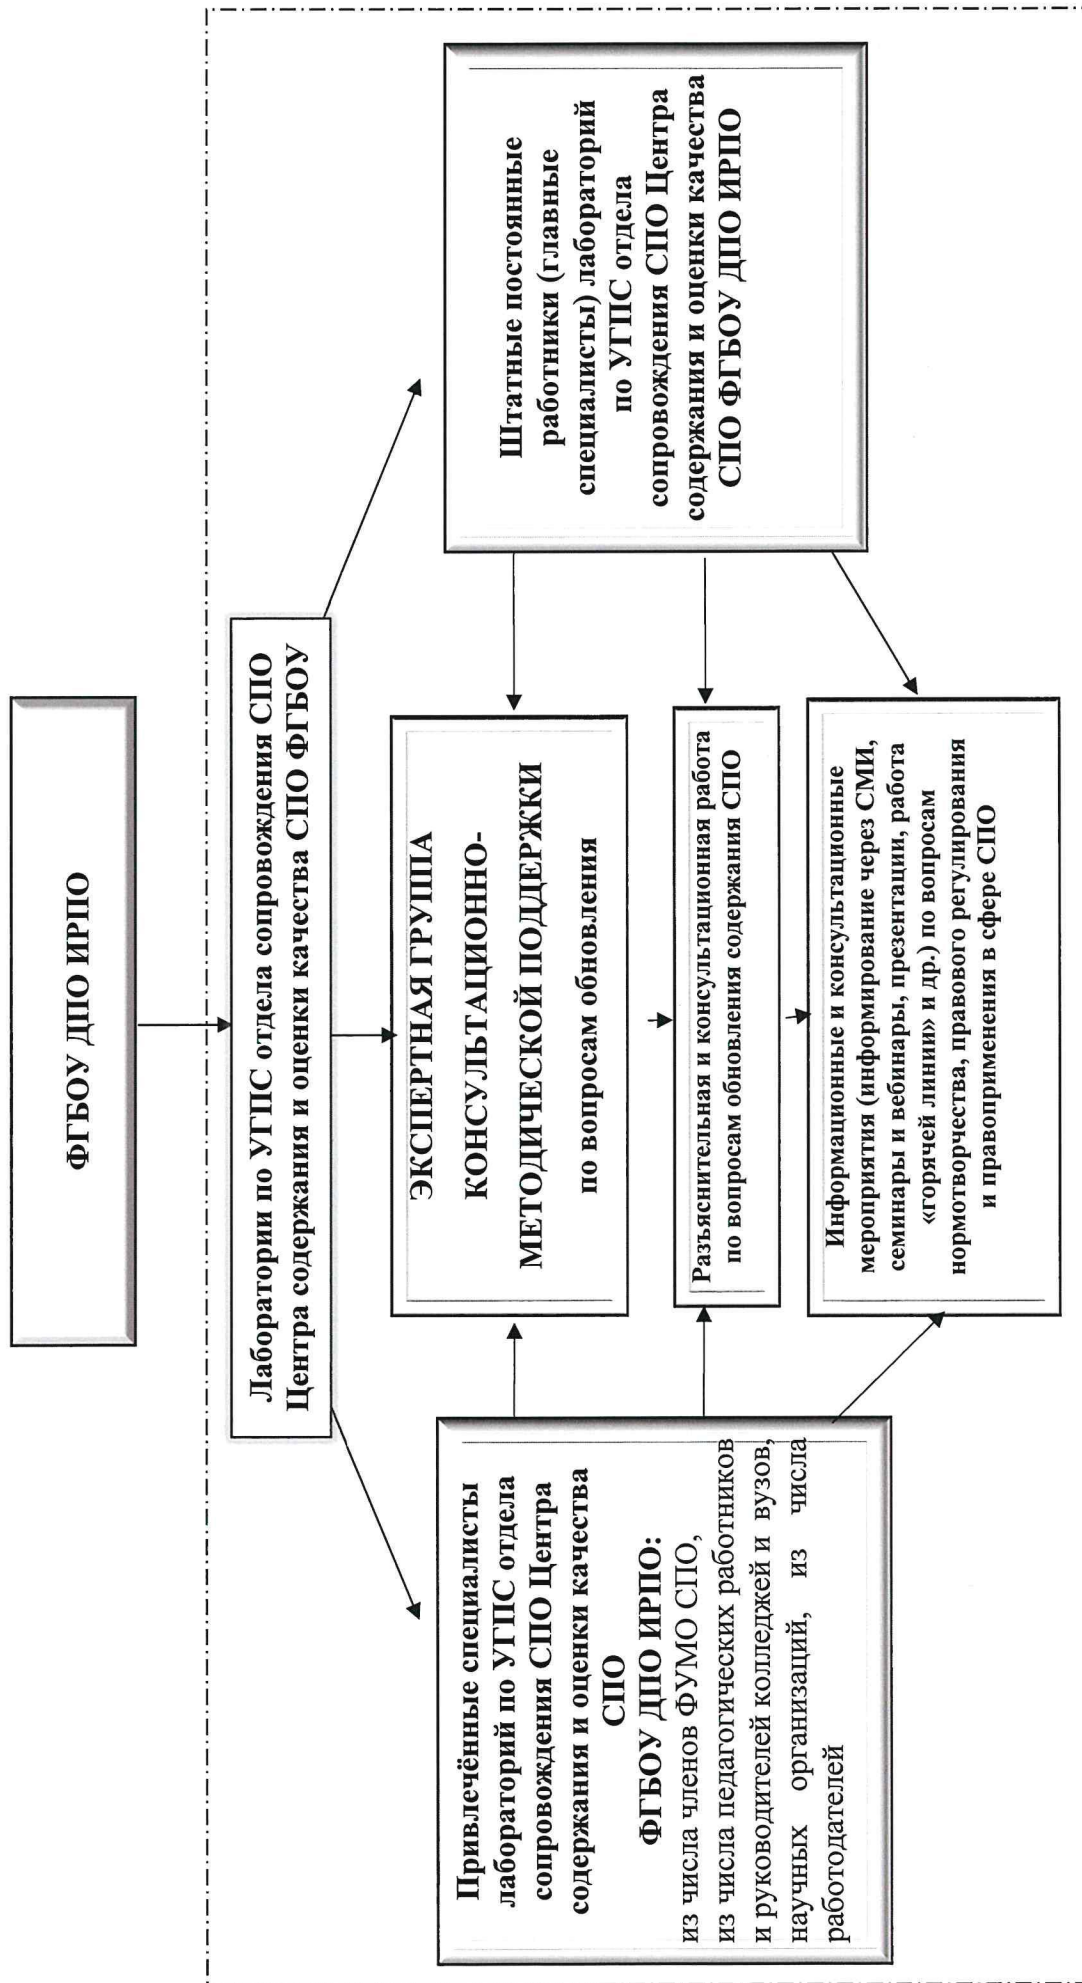 ФГБОУ ДПО ИРПО
Лаборатории по УГПС отдела сопровождения СПО
Центра содержания и оценки качества СПО ФГБОУ
Привлечённые специалисты
лабораторий по УГПС отдела
сопровождения СПО Центра
содержания и оценки качества
СПО
ФГБОУ ДПО ИРПО:
из числа членов ФУМО СПО,
из числа педагогических работников
и руководителей колледжей и вузов,
научных организаций, из числа
работодателей
ЭКСПЕРТНАЯ ГРУППА
КОНСУЛЬТАЦИОННО-
МЕТОДИЧЕСКОЙ ПОДДЕРЖКИ
по вопросам обновления
Разъяснительная и консультационная работа
по вопросам обновления содержания СПО
Информационные и консультационные
мероприятия (информирование через СМИ,
семинары и вебинары, презентации, работа
«горячей линии» и др.) по вопросам
нормотворчества, правового регулирования
и правоприменения в сфере СПО
Штатные постоянные
работники (главные
специалисты) лабораторий
по УГПС отдела
сопровождения СПО Центра
содержания и оценки качества
СПО ФГБОУ ДПО ИРПО